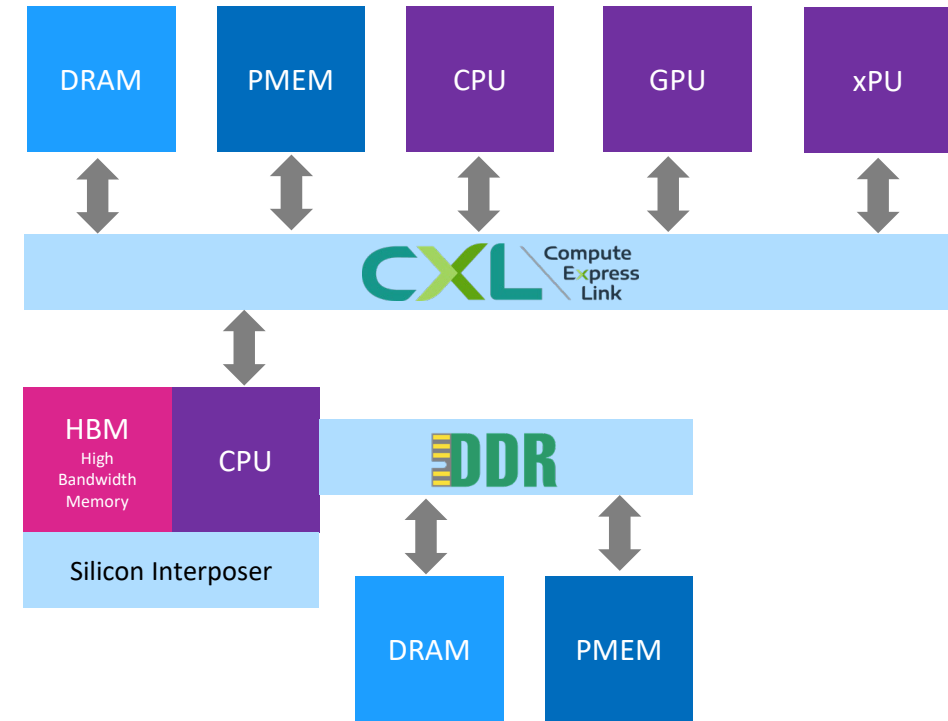 DRAM
PMEM
CPU
GPU
xPU
CXL
Compute
Express
Link
HBM
High
Bandwidth
Memory
CPU
DDR
Silicon Interposer
DRAM
PMEM